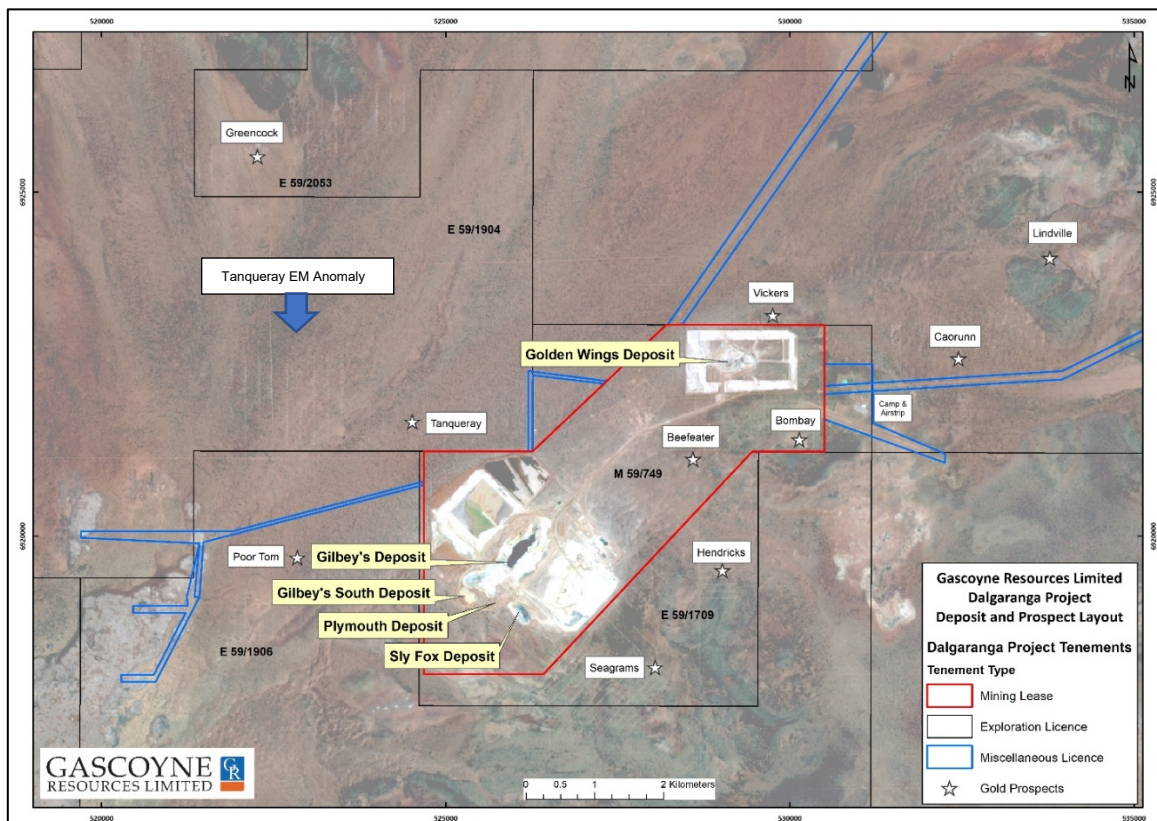 520000
525000
530000
535000
N
Greencock
E 59/2053
6925000
6925000
E 59/1904
Lindville
Tanqueray EM Anomaly
Vickers
Golden Wings Deposit
Caorunn
Camp &
Airstrip
Tanqueray
Bombay
Beefeater
M 59/749
6920000
6920000
Poor Tom
Gilbey's Deposit
Hendricks
Gilbey's South Deposit
Plymouth Deposit
E 59/1709
Sly Fox Deposit
E 59/1906
Seagrams
Gascoyne Resources Limited
Dalgaranga Project
Deposit and Prospect Layout
Dalgaranga Project Tenements
Tenement Type
Mining Lease
Exploration Licence
Miscellaneous Licence
Gold Prospects
GASCOYNE
RESOURCES LIMITED
GR
0 0.5 1 2 Kilometers
520000
525000
530000
535000